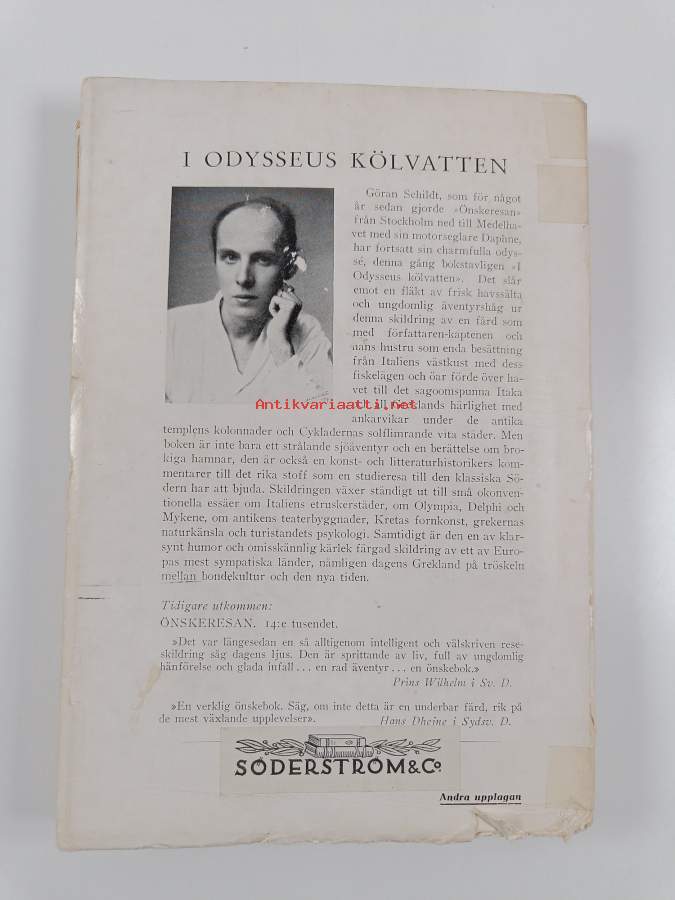 I ODYSSEUS KÖLVATTEN
Göran Schildt, som för något
år sedan gjorde »Önskeresan»
från Stockholm ned till Medelha-
vet med sin motorseglare Daphne,
har fortsatt sin charmfulla odys-
sé, denna gång bokstavligen »I
Odysseus kölvatten». Det slår
emot en fläkt av frisk havssälta
och ungdomlig äventyrshåg ur
denna skildring av en färd som
med författaren-kaptenen och
hans hustru som enda besättning
från Italiens västkust med dess
fiskelägen och öar förde över ha-
vet till det sagoomspunna Itaka
Antikvariaatti.net
till Greklands härlighet med
ankarvikar under de antika
templens kolonnader och Cykladernas solflimrande vita städer. Men
boken är inte bara ett strålande sjöäventyr och en berättelse om bro-
kiga hamnar, den är också en konst- och litteraturhistorikers kom-
mentarer till det rika stoff som en studieresa till den klassiska Sö-
dern har att bjuda. Skildringen växer ständigt ut till små okonven-
tionella essäer om Italiens etruskerstäder, om Olympia, Delphi och
Mykene, om antikens teaterbyggnader, Kretas fornkonst, grekernas
naturkänsla och turistandets psykologi. Samtidigt är den en av klar-
synt humor och omisskännlig kärlek färgad skildring av ett av Euro-
pas mest sympatiska länder, nämligen dagens Grekland på tröskeln
mellan bondekultur och den nya tiden.
Tidigare utkommen:
ÖNSKERESAN. 14:e tusendet.
»Det var längesedan en så alltigenom intelligent och välskriven rese-
skildring såg dagens ljus. Den är sprittande av liv, full av ungdomlig
hänförelse och glada infall... en rad äventyr... en önskebok.»
Prins Wilhelm i Sv. D.
»En verklig önskebok. Säg, om inte detta är en underbar färd, rik på
de mest växlande upplevelser». Hans Dheine i Sydsv. D.
SÖDERSTRÖM & Co.
Andra upplagan